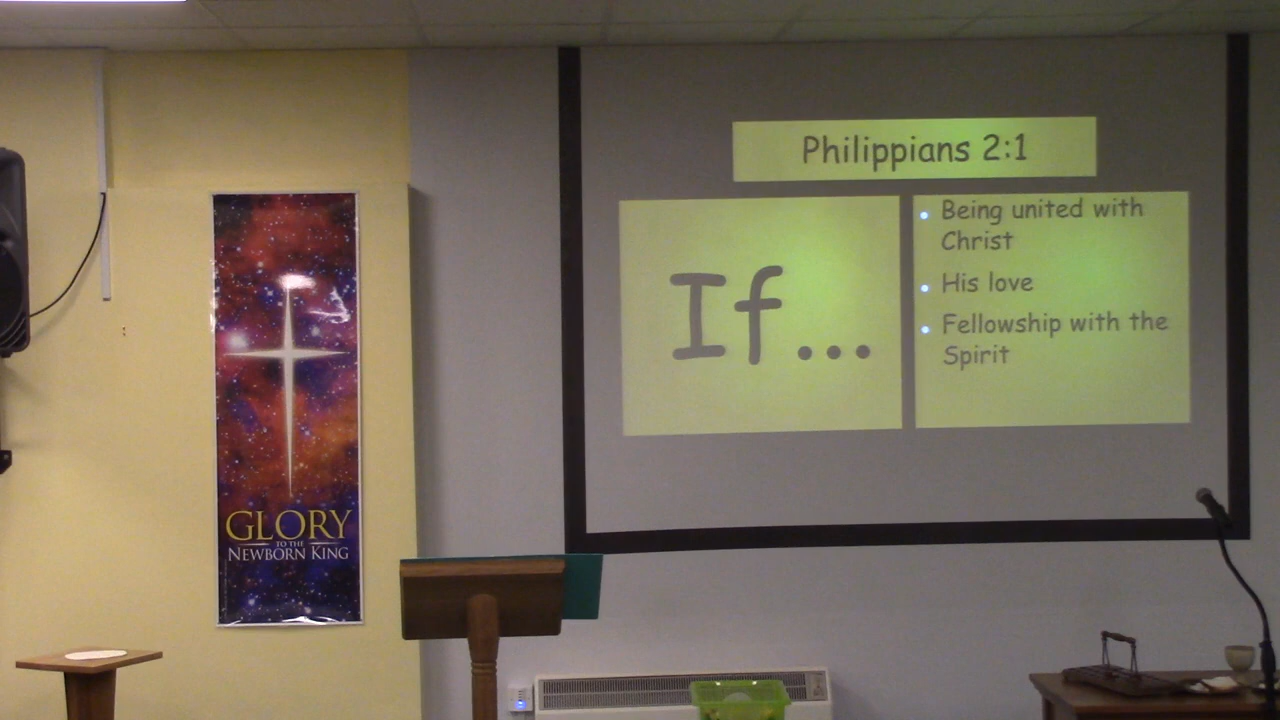 Philippians 2:1
If...
Being united with
Christ
His love
Fellowship with the
Spirit
GLORY
TO THE
NEWBORN KING